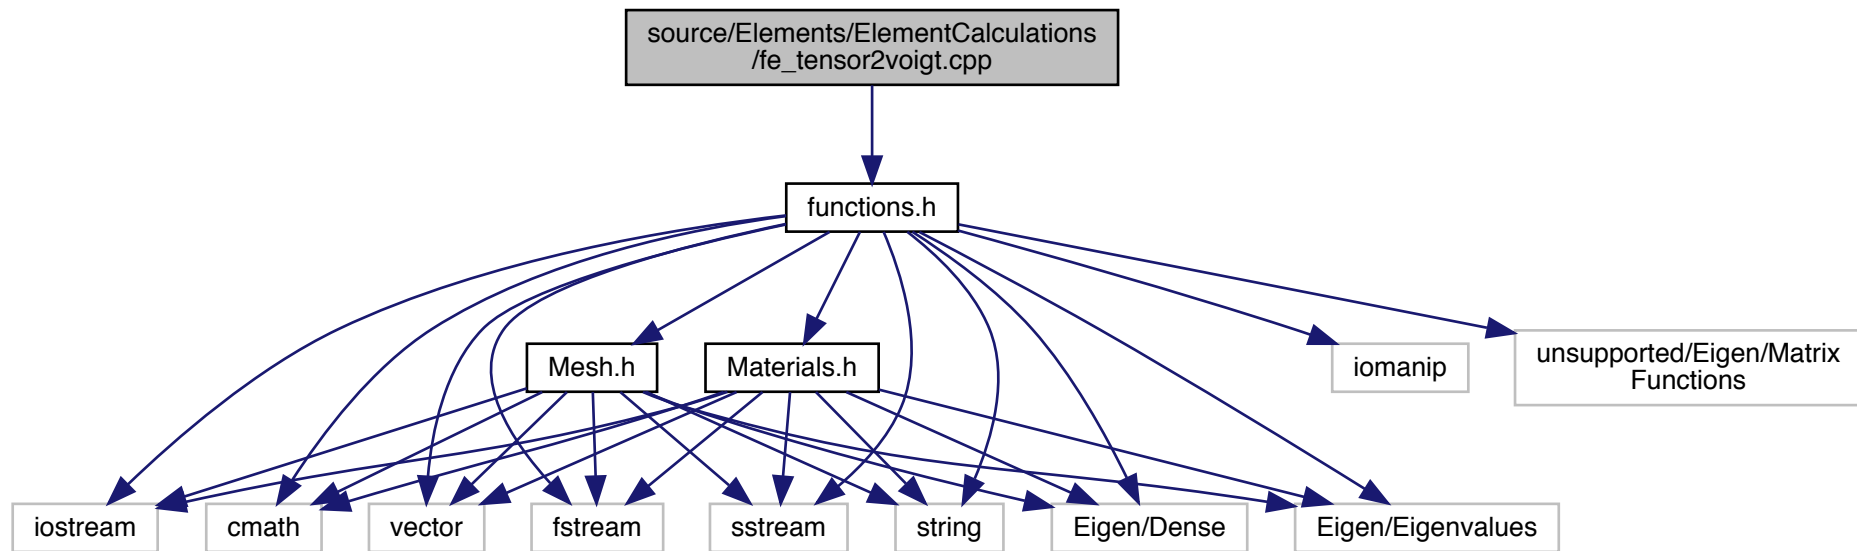 source/Elements/ElementCalculations
/fe_tensor2voigt.cpp
functions.h
Mesh.h
Materials.h
iomanip
unsupported/Eigen/Matrix
Functions
iostream
cmath
vector
fstream
sstream
string
Eigen/Dense
Eigen/Eigenvalues